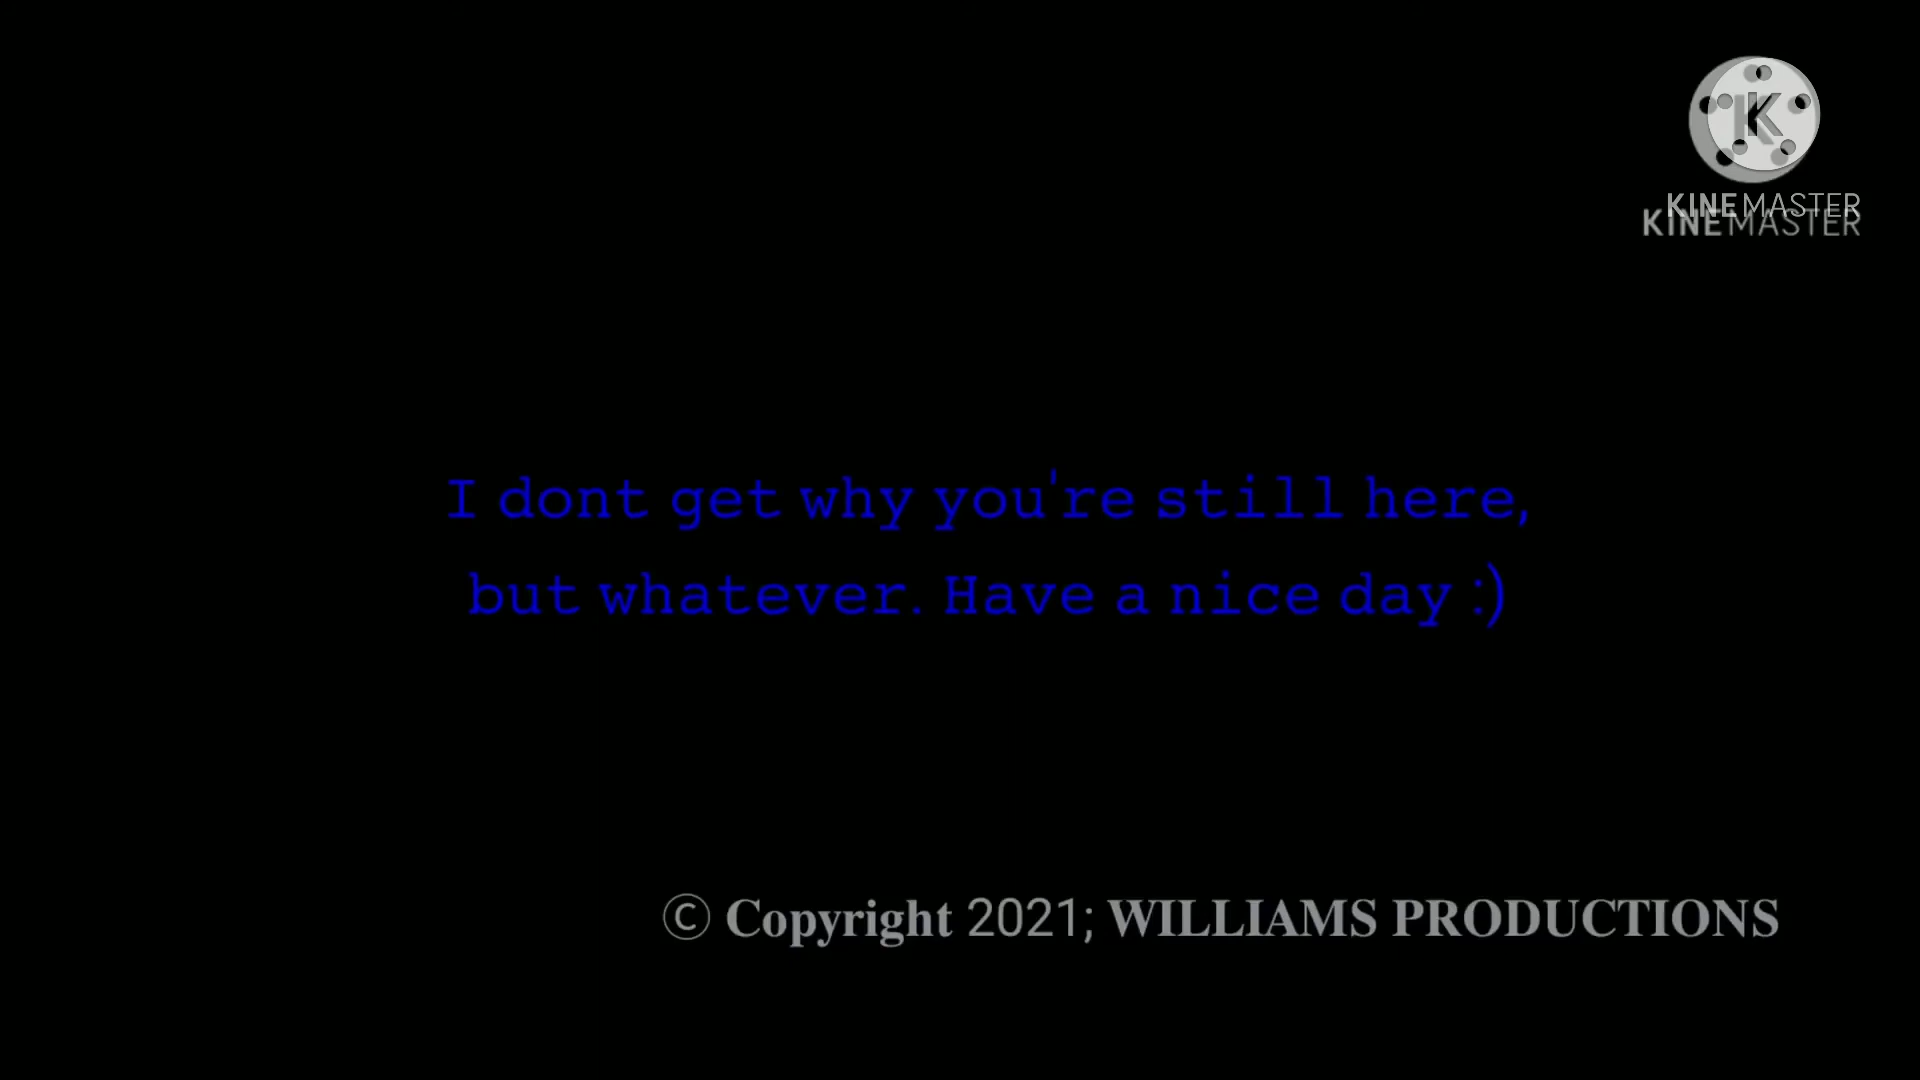 K
KINEMASTER
KINEMASTER
I dont get why you're still here,
but whatever. Have a nice day :)
© Copyright 2021; WILLIAMS PRODUCTIONS